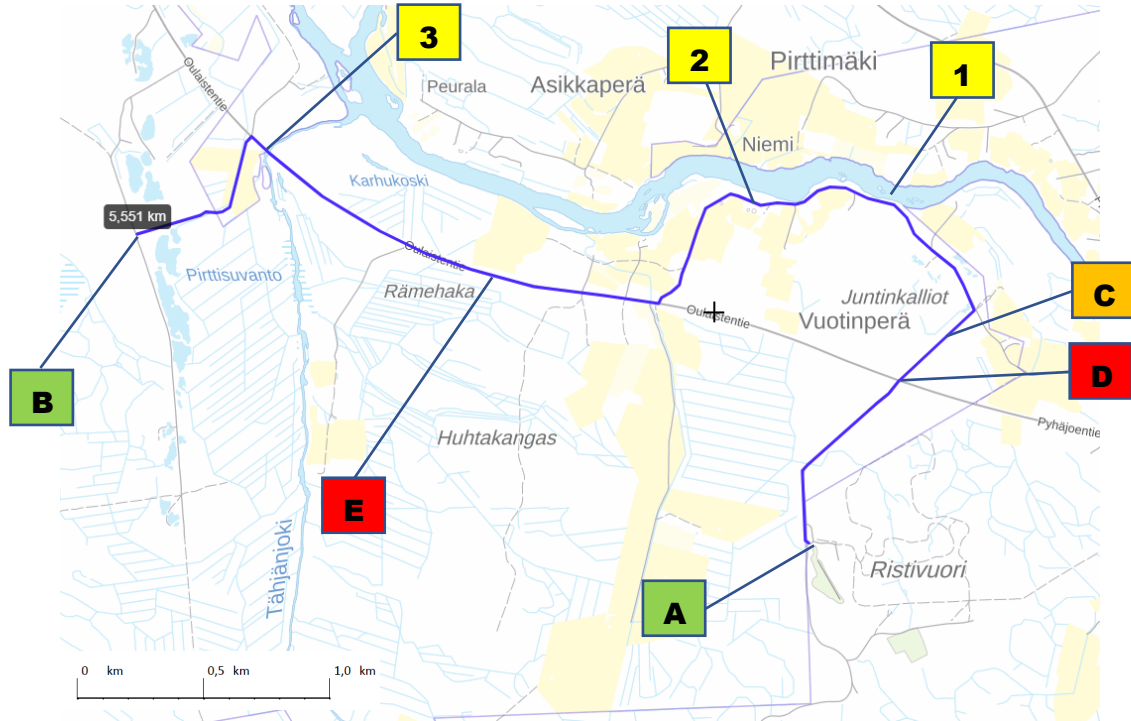 3
2
1
Pirttimäki
Oulaistentie
Peurala
Asikkaperä
Niemi
Karhukoski
5,551 km
Oulaistentie
Pirttisuvanto
Rämehaka
Juntinkalliot
C
Oulaistentie
Vuotinperä
D
B
Pyhäjoentie
Huhtakangas
E
Tähjänjoki
Ristivuori
A
0 km 0,5 km 1,0 km